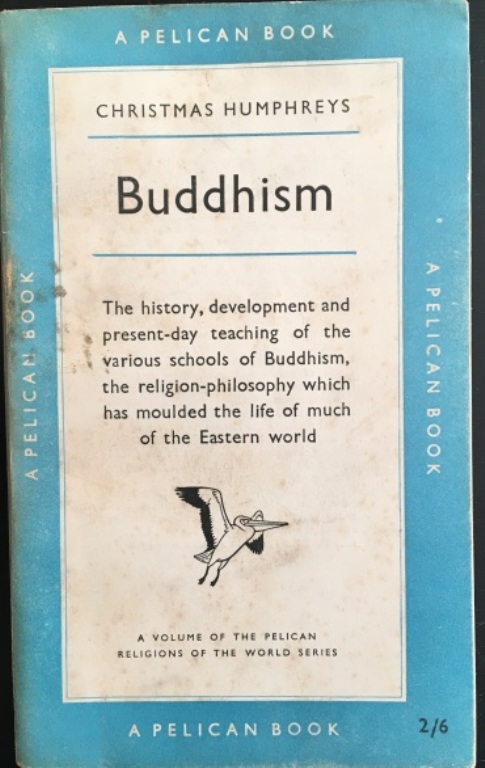 A PELICAN BOOK
CHRISTMAS HUMPHREYS
Buddhism
The history, development and
present-day teaching of the
various schools of Buddhism,
the religion-philosophy which
has moulded the life of much
of the Eastern world
A VOLUME OF THE PELICAN
RELIGIONS OF THE WORLD SERIES
A PELICAN BOOK
A PELICAN BOOK
A PELICAN BOOK
2/6